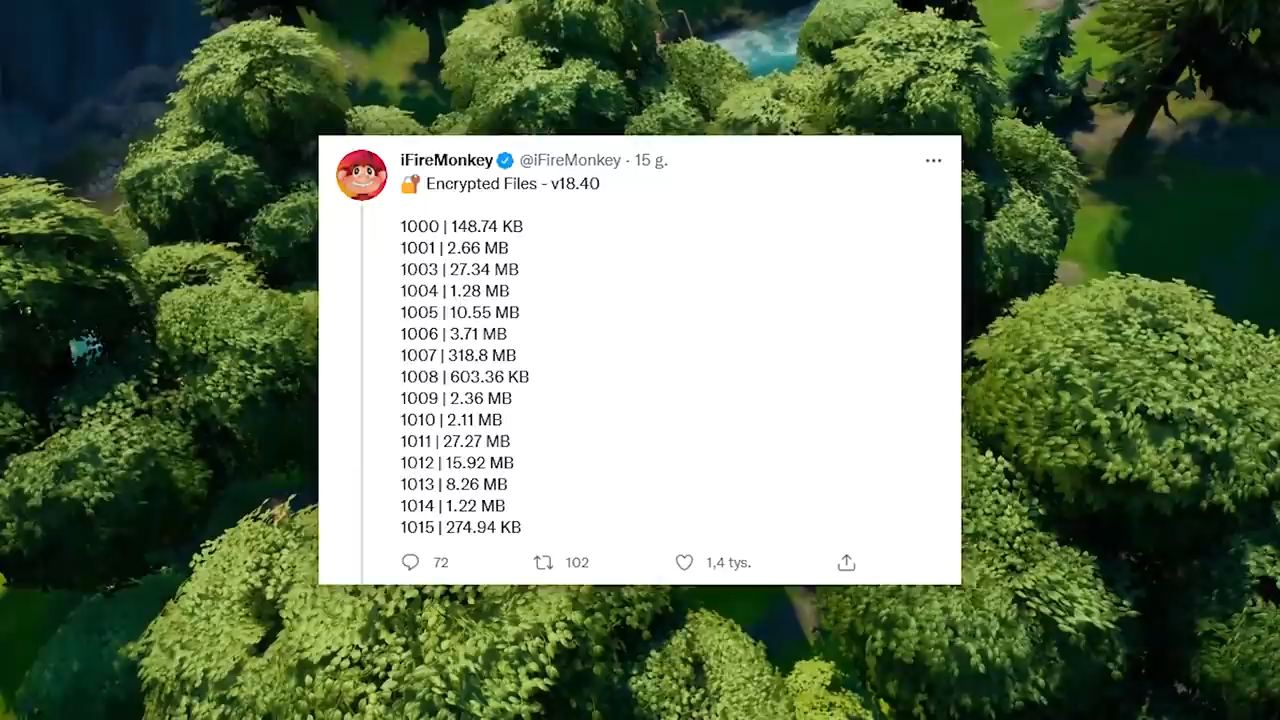 iFireMonkey @iFireMonkey · 15 g.
🔐 Encrypted Files - v18.40
1000 | 148.74 KB
1001 | 2.66 MB
1003 | 27.34 MB
1004 | 1.28 MB
1005 | 10.55 MB
1006 | 3.71 MB
1007 | 318.8 MB
1008 | 603.36 KB
1009 | 2.36 MB
1010 | 2.11 MB
1011 | 27.27 MB
1012 | 15.92 MB
1013 | 8.26 MB
1014 | 1.22 MB
1015 | 274.94 KB
72 102 1,4 tys.